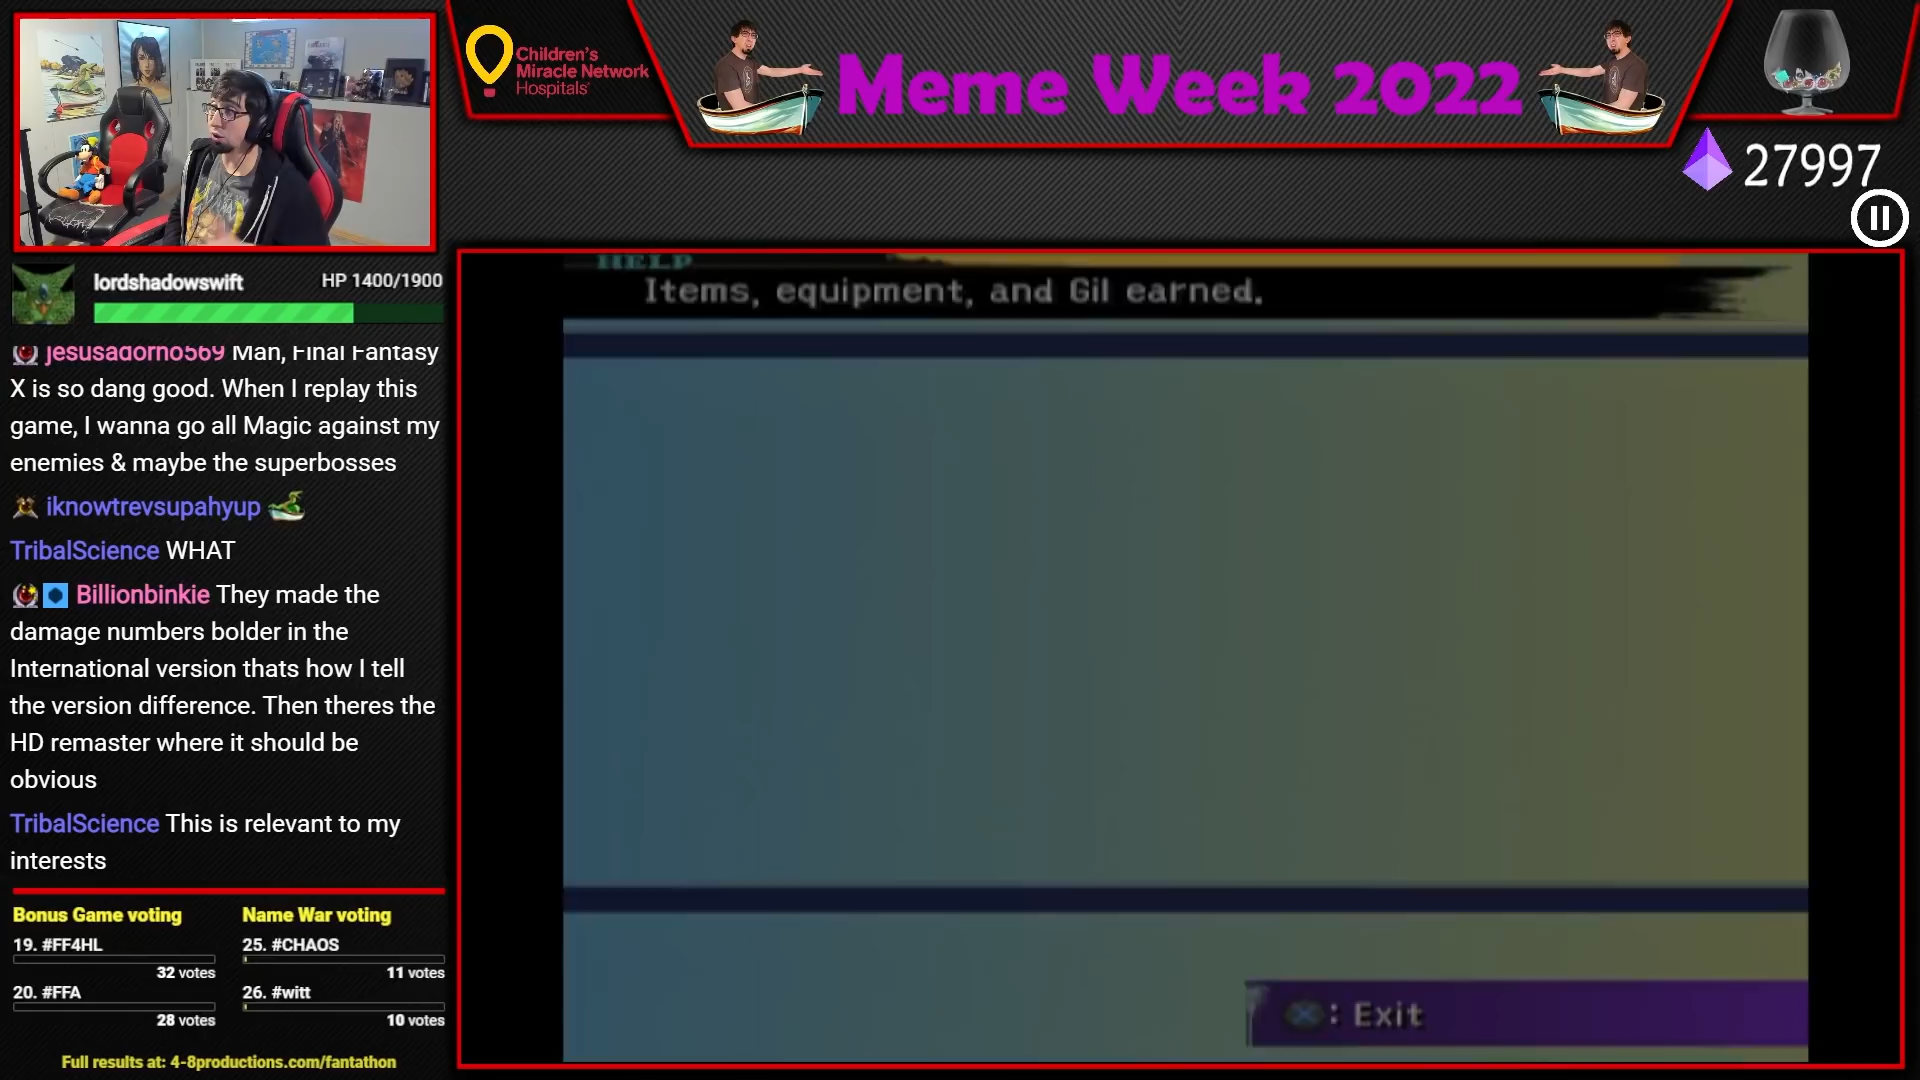 Children's
Miracle Network
Hospitals
Meme Week 2022
27997
lordshadowswift HP 1400/1900
jesusadorno569 Man, Final Fantasy
X is so dang good. When I replay this
game, I wanna go all Magic against my
enemies & maybe the superbosses
iknowtrevsupahyup
TribalScience WHAT
Billionbinkie They made the
damage numbers bolder in the
International version thats how I tell
the version difference. Then theres the
HD remaster where it should be
obvious
TribalScience This is relevant to my
interests
Bonus Game voting
19. #FF4HL
32 votes
20. #FFA
28 votes
Name War voting
25. #CHAOS
11 votes
26. #witt
10 votes
Full results at: 4-8productions.com/fantathon
HELP
Items, equipment, and Gil earned.
: Exit